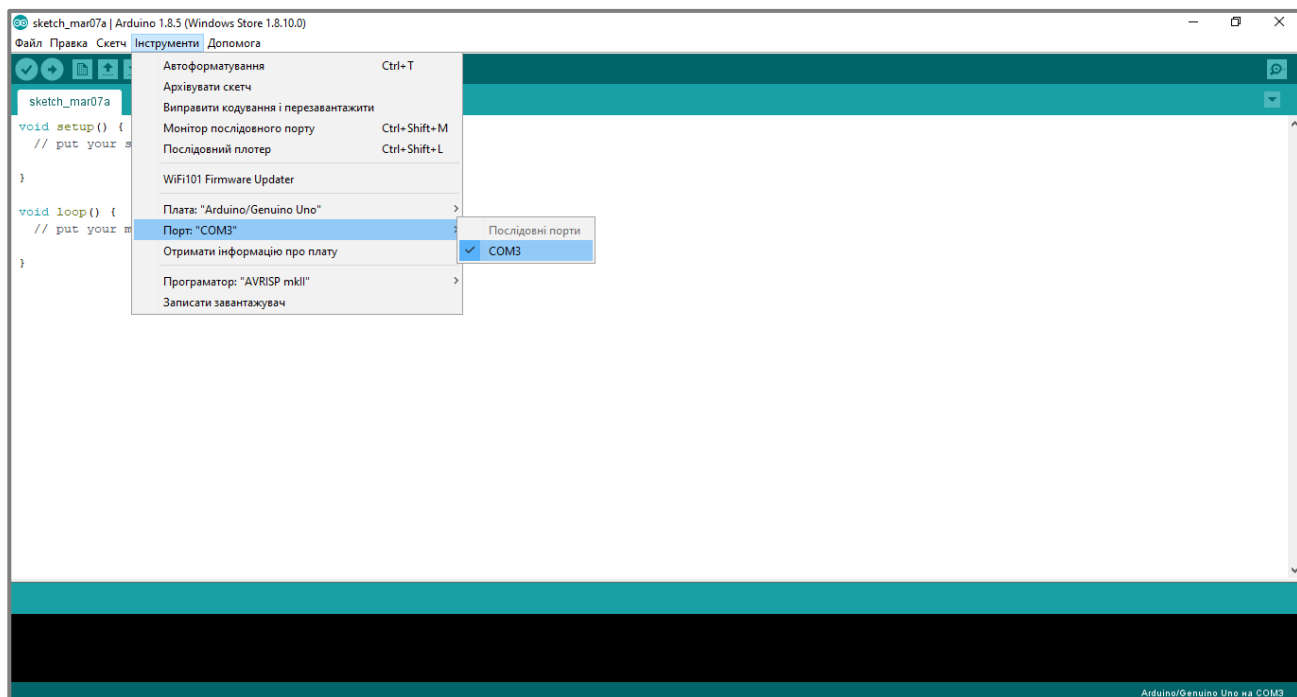 sketch_mar07a | Arduino 1.8.5 (Windows Store 1.8.10.0)
Файл Правка Скетч Інструменти Допомога
Автоформатування Ctrl+T
Архівувати скетч
sketch_mar07a
Виправити кодування і перезавантажити
void setup() {
Монітор послідовного порту Ctrl+Shift+M
// put your s
Послідовний плотер Ctrl+Shift+L
}
WiFi101 Firmware Updater
void loop() {
Плата: "Arduino/Genuino Uno"
// put your m
Порт: "COM3"
Послідовні порти
}
Отримати інформацію про плату
COM3
Програматор: "AVRISP mkII"
Записати завантажувач
Arduino/Genuino Uno на COM3